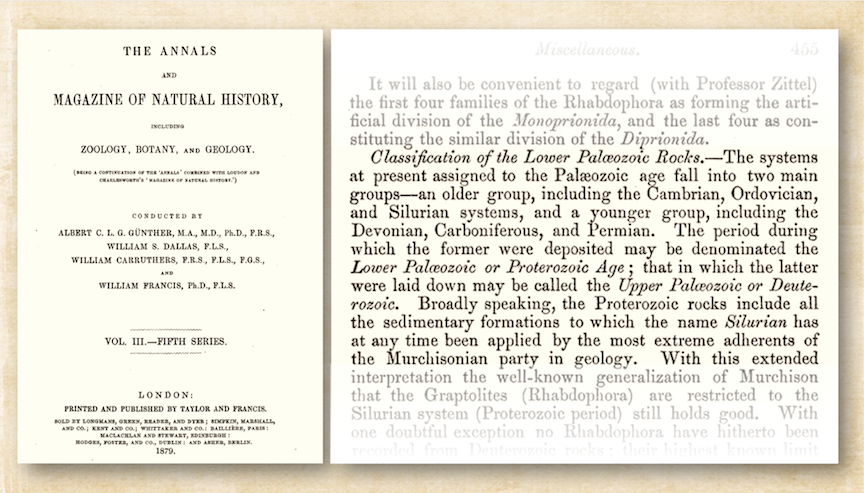 THE ANNALS
AND
MAGAZINE OF NATURAL HISTORY,
INCLUDING
ZOOLOGY, BOTANY, AND GEOLOGY.
(BEING A CONTINUATION OF THE 'ANNALS' COMBINED WITH LOUDON AND
CHARLESWORTH'S 'MAGAZINE OF NATURAL HISTORY.')
CONDUCTED BY
ALBERT C. L. G. GÜNTHER, M.A., M.D., Ph.D., F.R.S.,
WILLIAM S. DALLAS, F.L.S.,
WILLIAM CARRUTHERS, F.R.S., F.L.S., F.G.S.,
AND
WILLIAM FRANCIS, Ph.D., F.L.S.
VOL. III.—FIFTH SERIES.
LONDON:
PRINTED AND PUBLISHED BY TAYLOR AND FRANCIS.
SOLD BY LONGMANS, GREEN, READER, AND DYER; SIMPKIN, MARSHALL,
AND CO.; KENT AND CO.; WHITTAKER AND CO.: BAILLIÈRE, PARIS:
MACLACHLAN AND STEWART, EDINBURGH:
HODGES, FOSTER, AND CO., DUBLIN: AND ASHER, BERLIN.
1879.
Miscellaneous. 455
It will also be convenient to regard (with Professor Zittel)
the first four families of the Rhabdophora as forming the arti-
ficial division of the Monoprionida, and the last four as con-
stituting the similar division of the Diprionida.
Classification of the Lower Palæozoic Rocks.—The systems
at present assigned to the Palæozoic age fall into two main
groups—an older group, including the Cambrian, Ordovician,
and Silurian systems, and a younger group, including the
Devonian, Carboniferous, and Permian. The period during
which the former were deposited may be denominated the
Lower Palæozoic or Proterozoic Age; that in which the latter
were laid down may be called the Upper Palæozoic or Deute-
rozoic. Broadly speaking, the Proterozoic rocks include all
the sedimentary formations to which the name Silurian has
at any time been applied by the most extreme adherents of
the Murchisonian party in geology. With this extended
interpretation the well-known generalization of Murchison
that the Graptolites (Rhabdophora) are restricted to the
Silurian system (Proterozoic period) still holds good. With
one doubtful exception no Rhabdophora have hitherto been
recorded from Deuterozoic rocks; their highest known limit